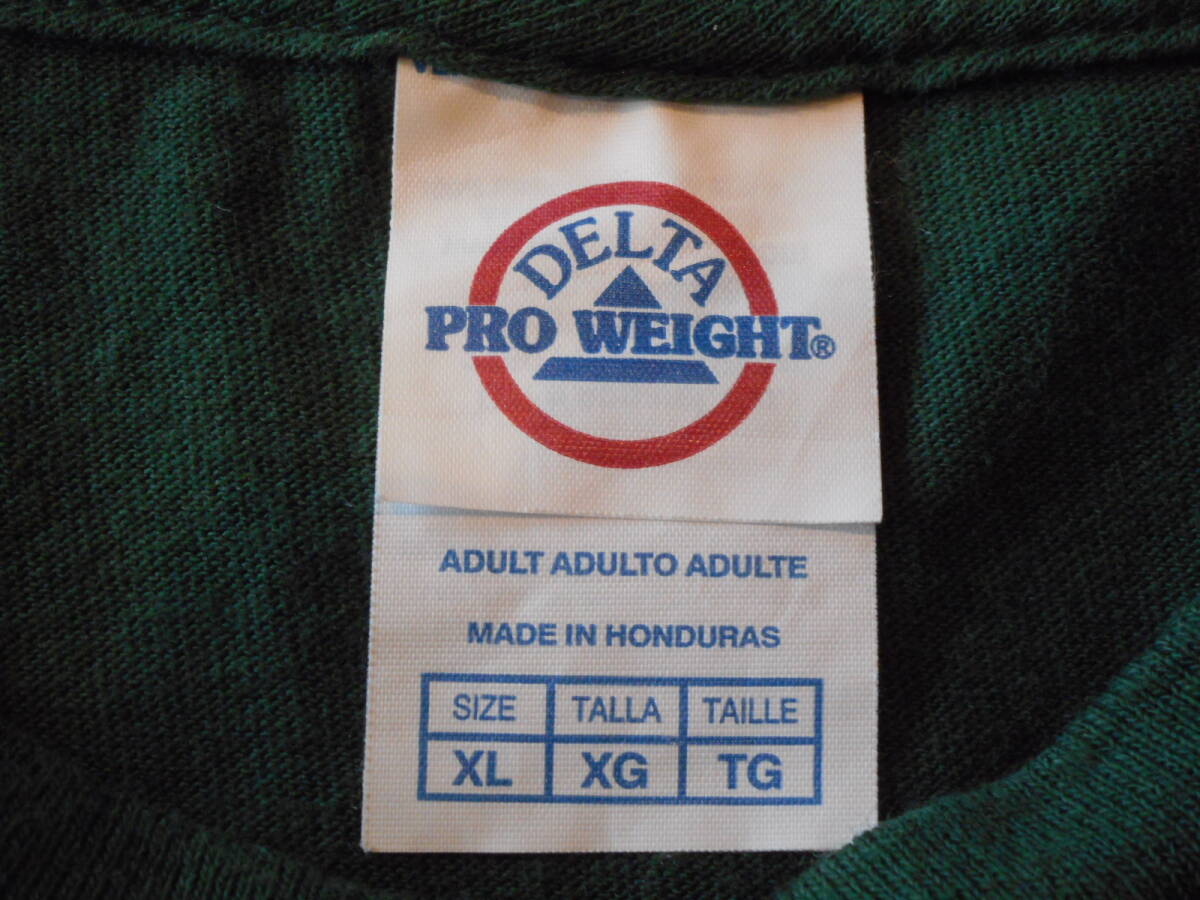 DELTA
PRO WEIGHT®
ADULT ADULTO ADULTE
MADE IN HONDURAS
SIZE TALLA TAILLE
XL XG TG